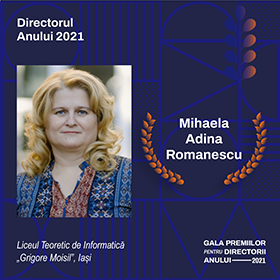 Directorul
Anului 2021
Mihaela
Adina
Romanescu
Liceul Teoretic de Informatică
„Grigore Moisil”, Iași
GALA PREMIILOR
PENTRU DIRECTORII
ANULUI 2021